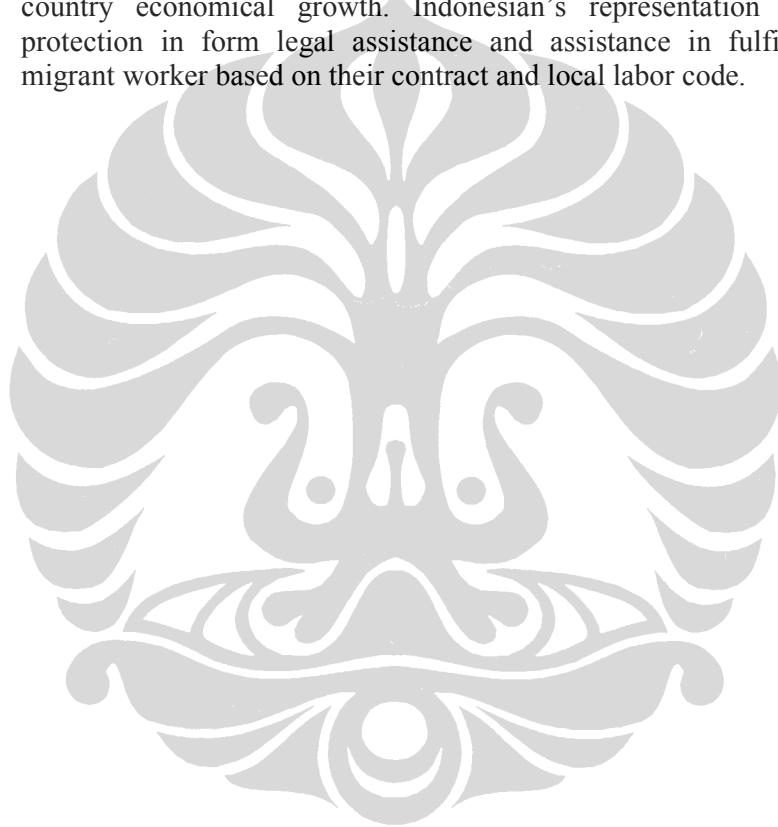 country economical growth. Indonesian's representation
protection in form legal assistance and assistance in
migrant worker based on their contract and local labor code.